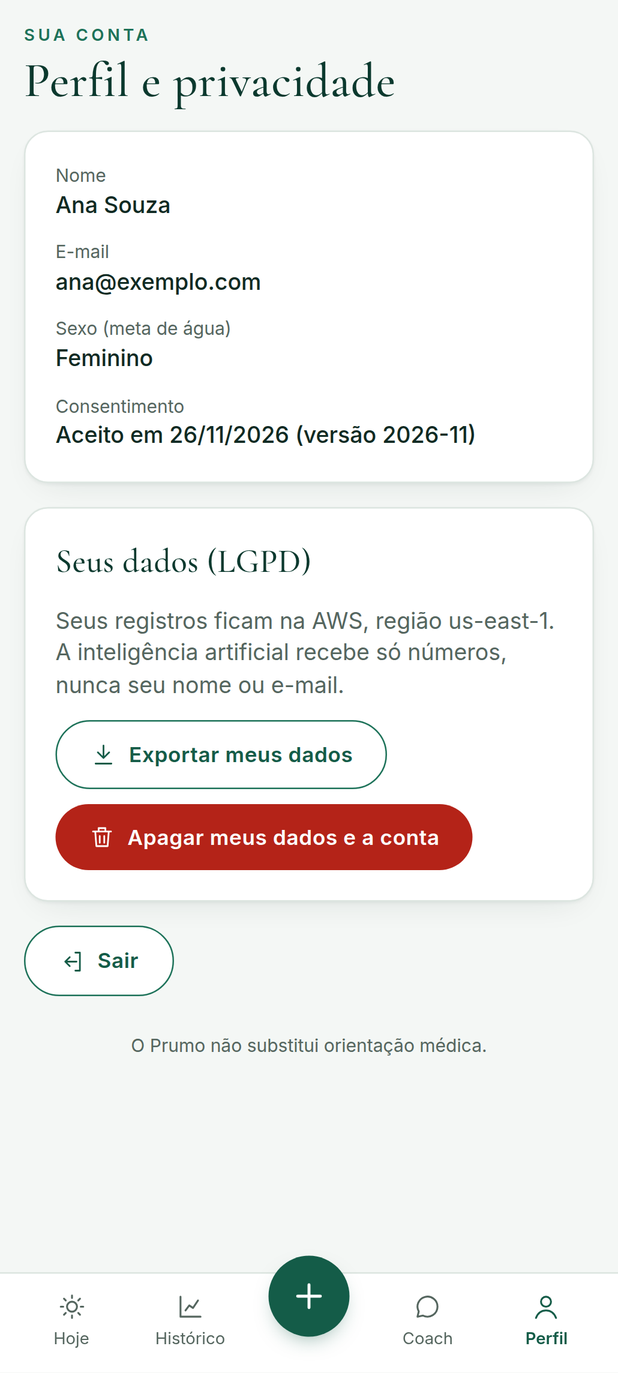 SUA CONTA
Perfil e privacidade
Nome
Ana Souza
E-mail
ana@exemplo.com
Sexo (meta de água)
Feminino
Consentimento
Aceito em 26/11/2026 (versão 2026-11)
Seus dados (LGPD)
Seus registros ficam na AWS, região us-east-1.
A inteligência artificial recebe só números,
nunca seu nome ou e-mail.
Exportar meus dados
Apagar meus dados e a conta
Sair
O Prumo não substitui orientação médica.
Hoje
Histórico
Coach
Perfil